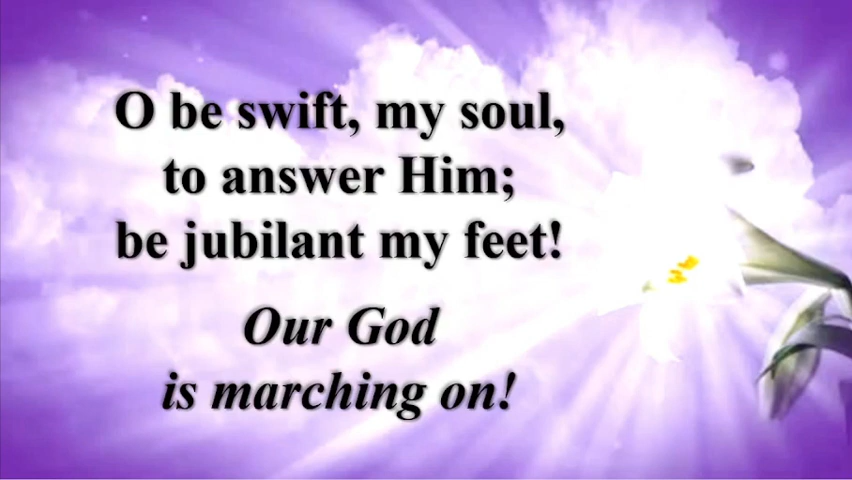 O be swift, my soul,
to answer Him;
be jubilant my feet!
Our God
is marching on!